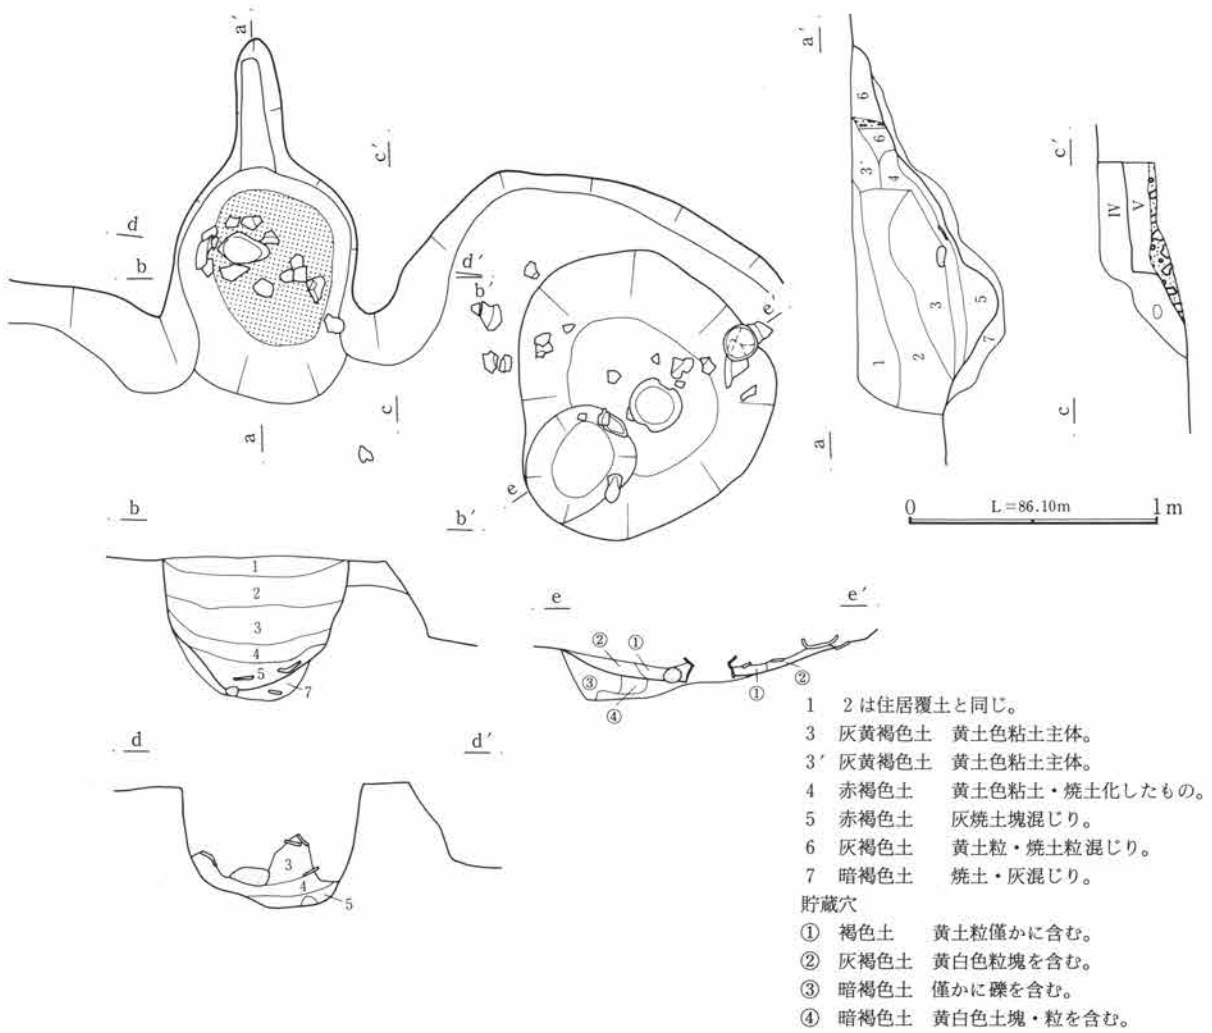 a′
c′
d
b
d′
b′
e′
a
c
e
a′
6
6
3′
4
3
5
1
2
7
a
c′
IV
V
c
0 L=86.10m 1m
b
b′
1
2
3
4
5
7
e
e′
②
①
③
④
①
②
d
d′
3
4
5
1 2は住居覆土と同じ。
3 灰黄褐色土 黄土色粘土主体。
3′ 灰黄褐色土 黄土色粘土主体。
4 赤褐色土 黄土色粘土・焼土化したもの。
5 赤褐色土 灰焼土塊混じり。
6 灰褐色土 黄土粒・焼土粒混じり。
7 暗褐色土 焼土・灰混じり。
貯蔵穴
① 褐色土 黄土粒僅かに含む。
② 灰褐色土 黄白色粒塊を含む。
③ 暗褐色土 僅かに礫を含む。
④ 暗褐色土 黄白色土塊・粒を含む。